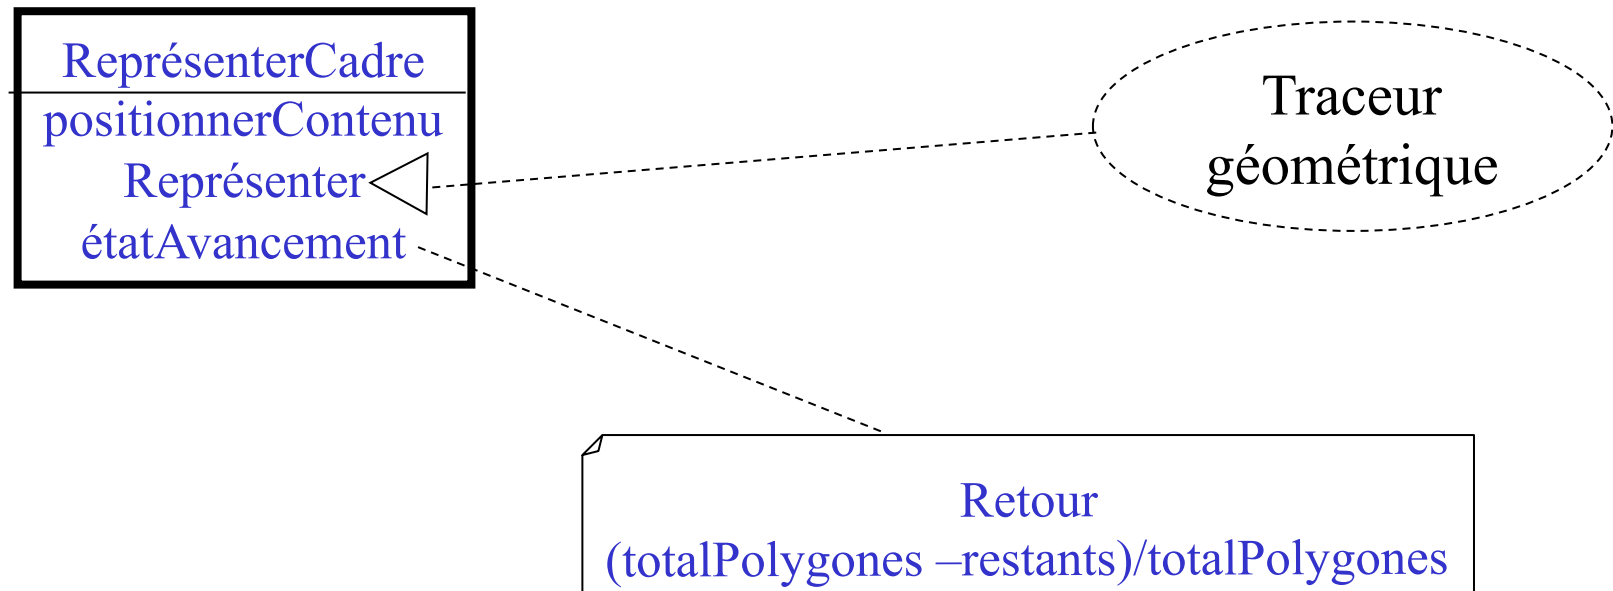 ReprésenterCadre
positionnerContenu
Représenter
étatAvancement
Traceur
géométrique
Retour
(totalPolygones –restants)/totalPolygones